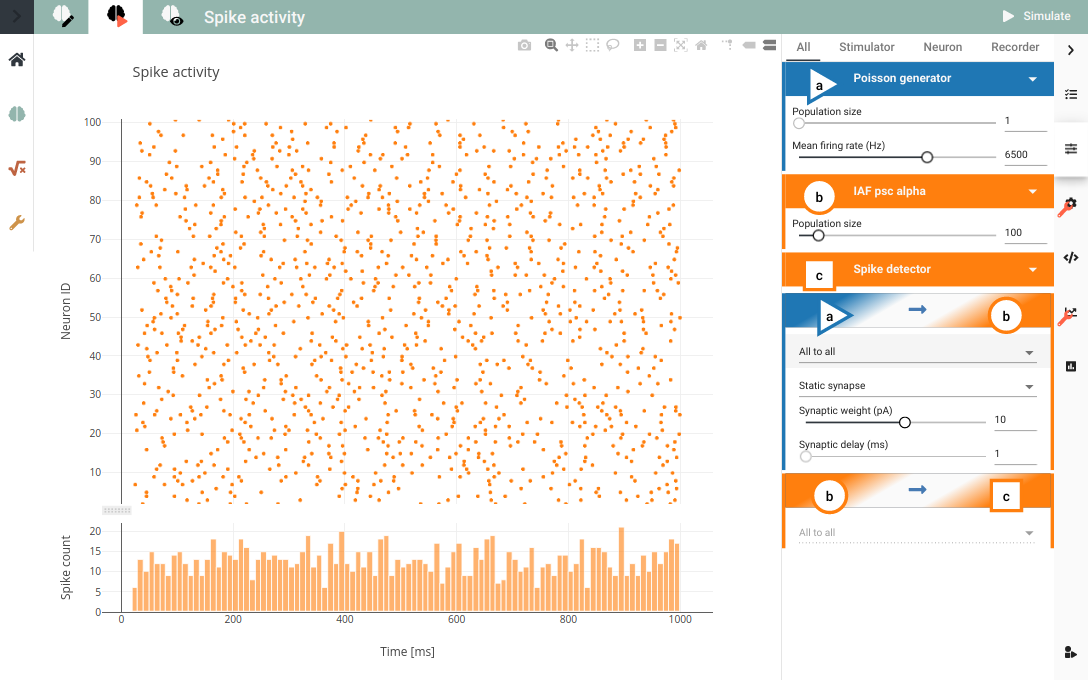 Spike activity
Simulate
Spike activity
100
90
80
70
60
50
40
30
20
10
Neuron ID
20
15
10
5
0
Spike count
0 200 400 600 800 1000
Time [ms]
All Stimulator Neuron Recorder
a Poisson generator
Population size
1
Mean firing rate (Hz)
6500
b IAF psc alpha
Population size
100
c Spike detector
a b
All to all
Static synapse
Synaptic weight (pA)
10
Synaptic delay (ms)
1
b c
All to all